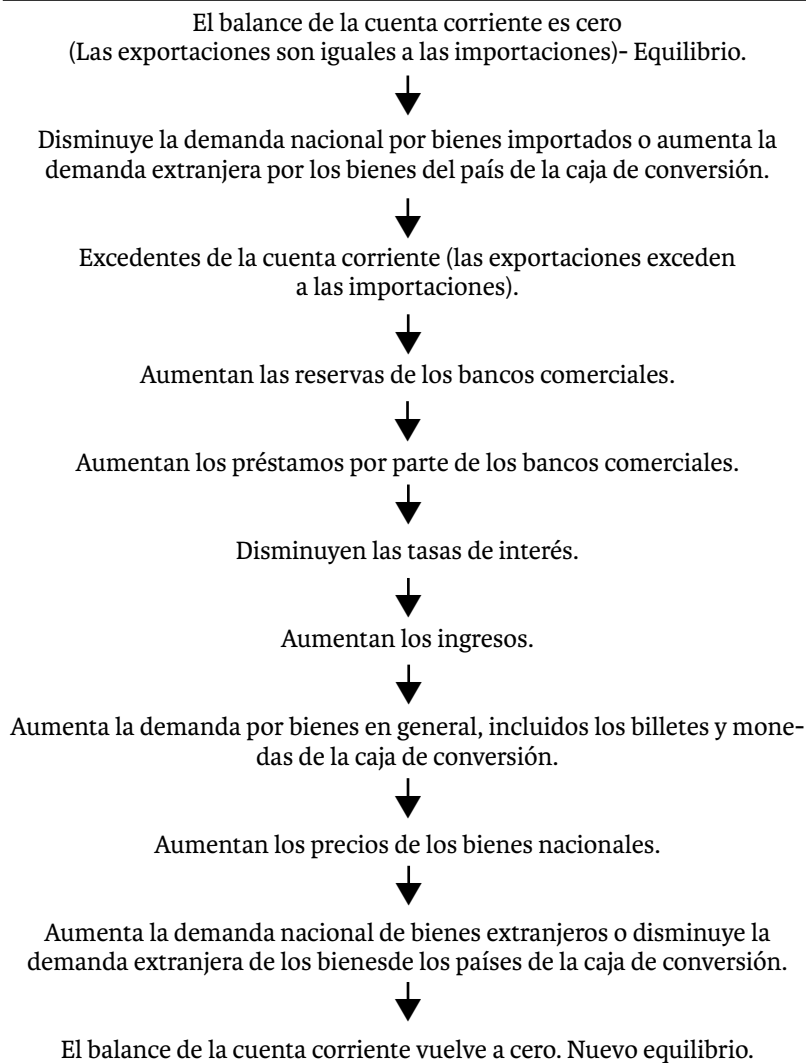 El balance de la cuenta corriente es cero
(Las exportaciones son iguales a las importaciones)- Equilibrio.
Disminuye la demanda nacional por bienes importados o aumenta la
demanda extranjera por los bienes del país de la caja de conversión.
Excedentes de la cuenta corriente (las exportaciones exceden
a las importaciones).
Aumentan las reservas de los bancos comerciales.
Aumentan los préstamos por parte de los bancos comerciales.
Disminuyen las tasas de interés.
Aumentan los ingresos.
Aumenta la demanda por bienes en general, incluidos los billetes y mone-
das de la caja de conversión.
Aumentan los precios de los bienes nacionales.
Aumenta la demanda nacional de bienes extranjeros o disminuye la
demanda extranjera de los bienesde los países de la caja de conversión.
El balance de la cuenta corriente vuelve a cero. Nuevo equilibrio.